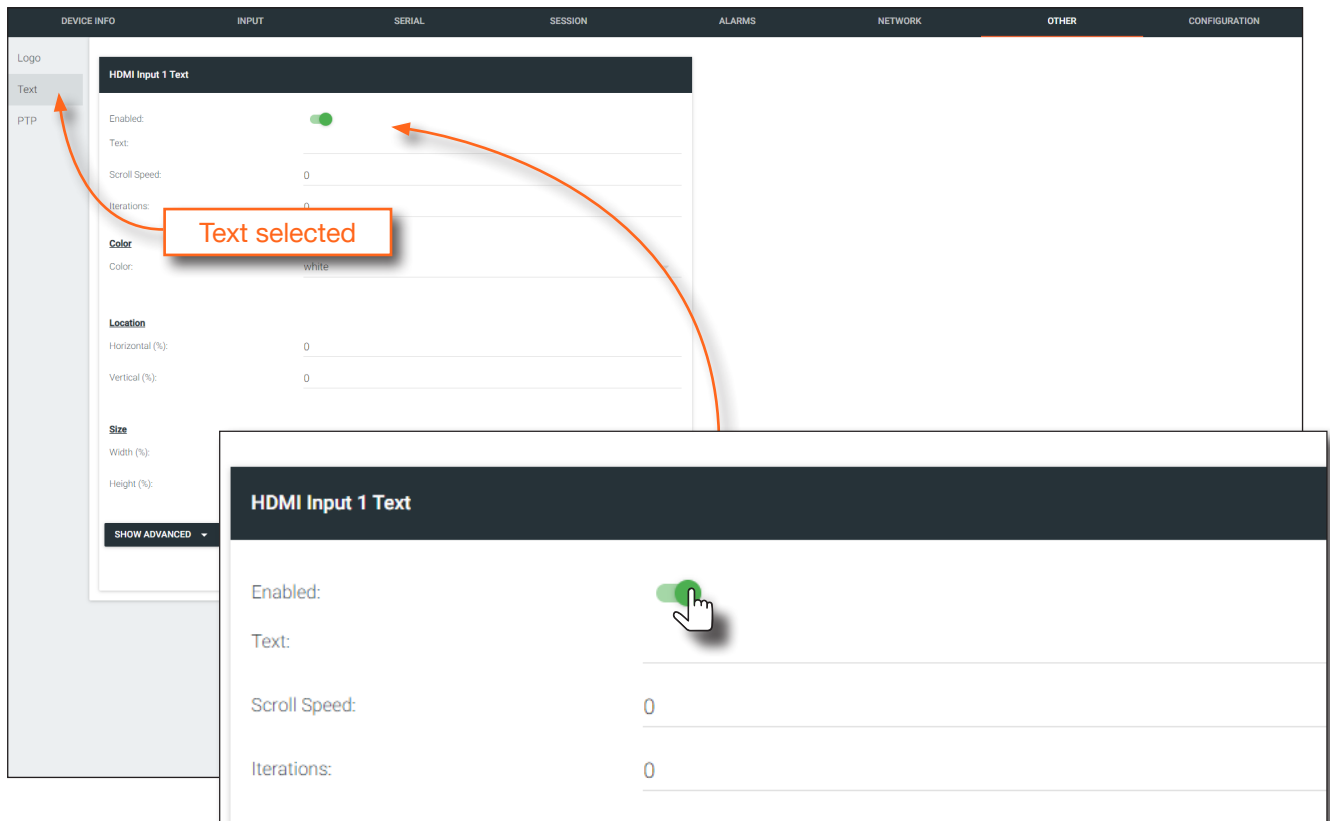 DEVICE INFO INPUT SERIAL SESSION ALARMS NETWORK OTHER CONFIGURATION
Logo
Text
PTP
HDMI Input 1 Text
Enabled:
Text:
Scroll Speed: 0
Iterations: 0
Text selected
Color
Color: white
Location
Horizontal (%): 0
Vertical (%): 0
Size
Width (%):
Height (%):
SHOW ADVANCED
HDMI Input 1 Text
Enabled:
Text:
Scroll Speed: 0
Iterations: 0